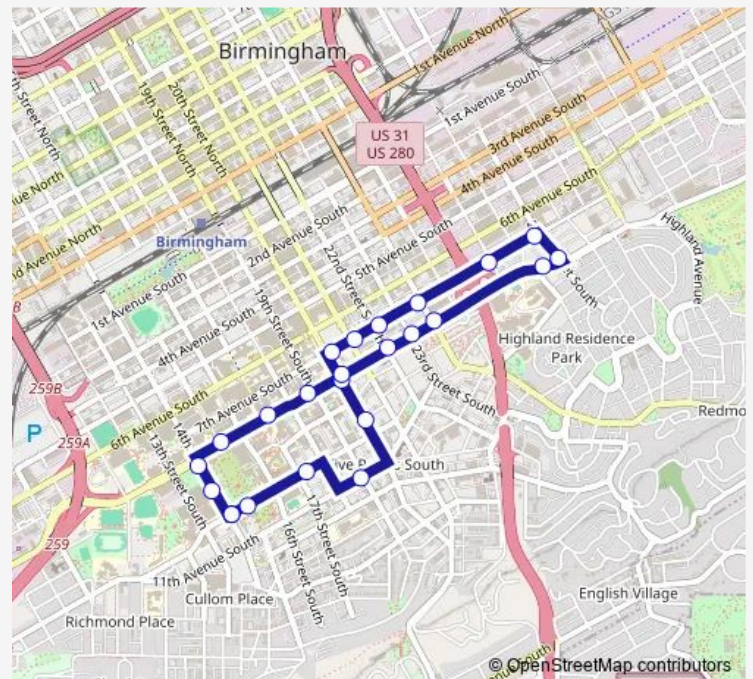 Birmingham
1st Avenue North
19th Street North
20th Street North
Street North
1st Avenue South
US 31
US 280
3rd Avenue South
4th Avenue South
6th Avenue South
Highland Avenue
Avenue North
Birmingham
2nd Avenue South
5th Avenue South
22nd Street S
1st Avenue South
19th Street South
4th Avenue South
Highland Residence
Park
23rd Street South
259B
6th Avenue South
7th Avenue South
Redmo
P
259A
14th
13th Street South
South
17th Street South
16th Street South
259
11th Avenue South
Cullom Place
English Village
Richmond Place
© OpenStreetMap contributors